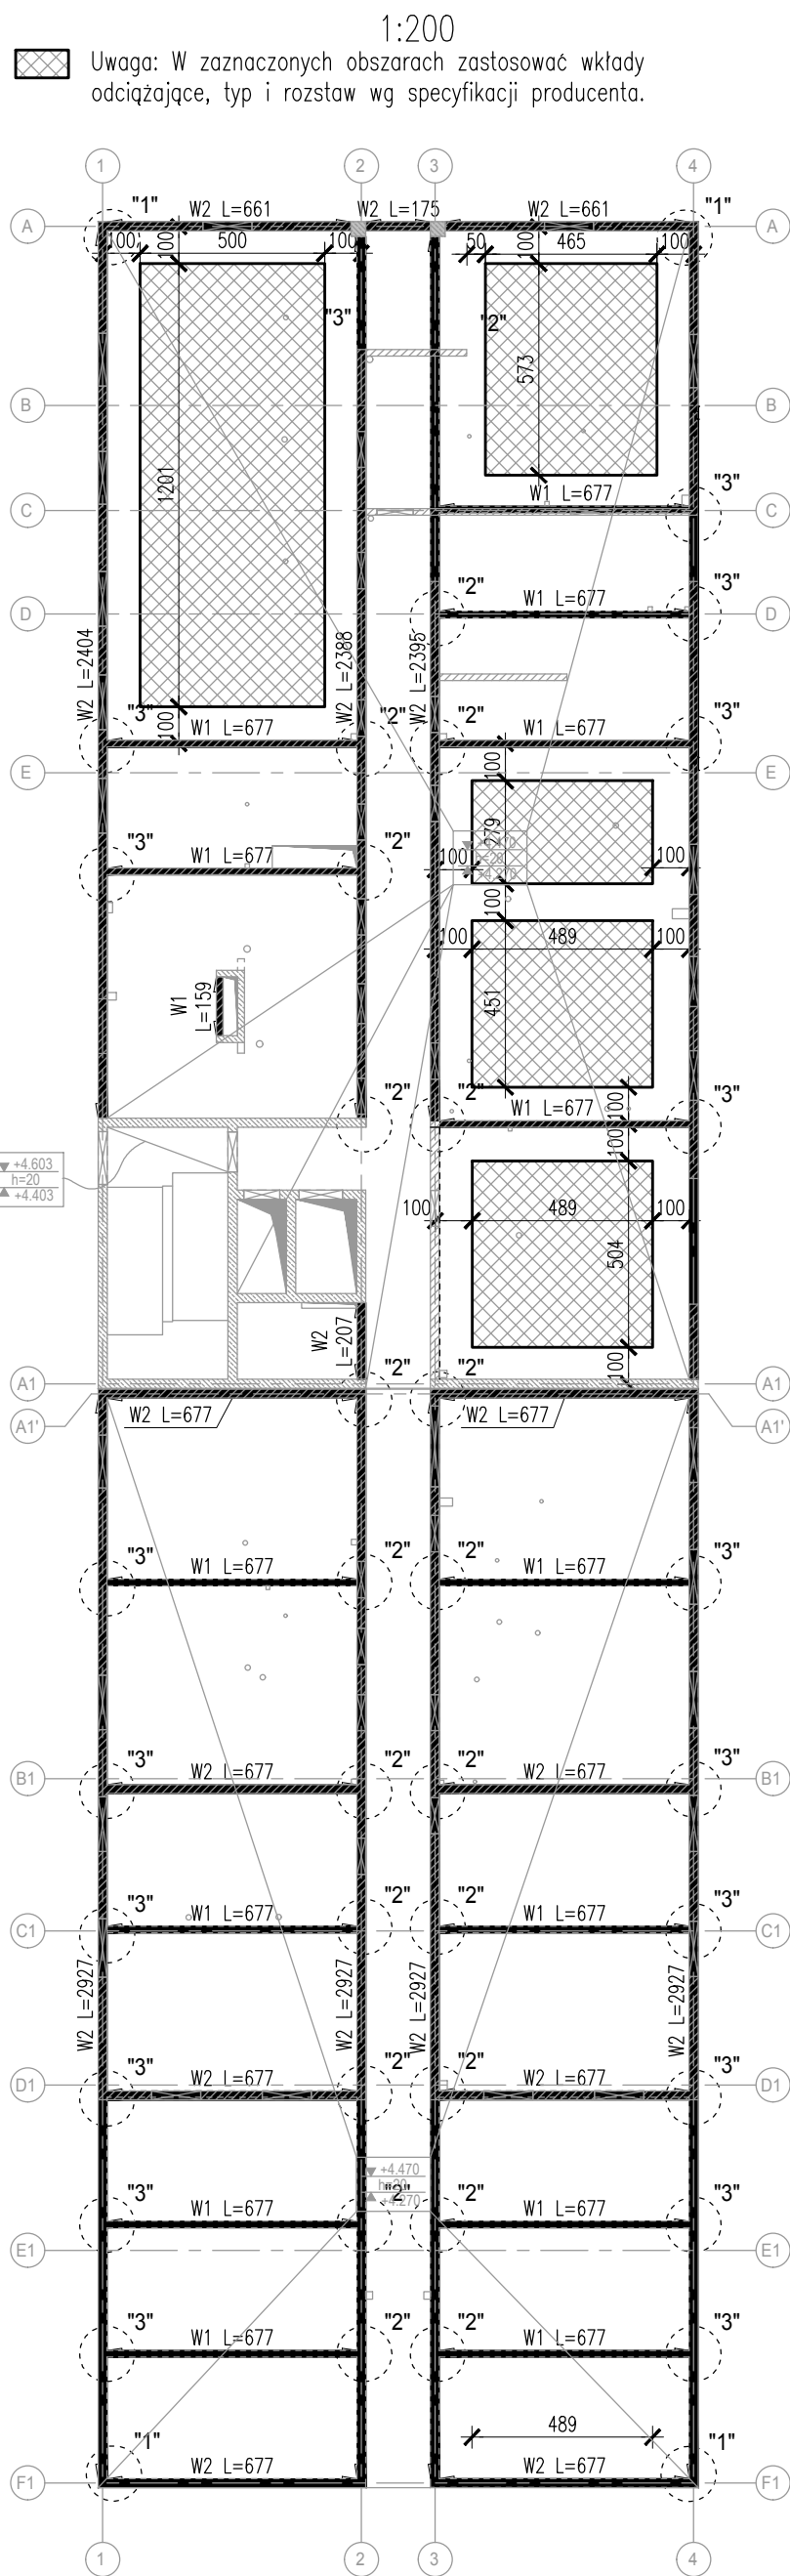 1:200
Uwaga: W zaznaczonych obszarach zastosować wkłady
odciążające, typ i rozstaw wg specyfikacji producenta.
1 2 3 4
"1" W2 L=661 W2 L=175 W2 L=661 "1"
A A
100 500 100 50 465 100
100 100
"3" "2"
573
B B
1201
W1 L=677 "3"
C C
"2" W1 L=677 "3"
D D
W2 L=2404 W2 L=2388 W2 L=2395
"3" W1 L=677 "2" "2" W1 L=677 "3"
100
E E
100
279
"3" W1 L=677 "2" 100 100
100
100 489 100
W1
L=159
451
"2" "2" W1 L=677 "3"
100
100
+4.603
h=20
+4.403
100 489 100
504
W2
L=207
"2" "2" 100
A1 A1
A1' W2 L=677 W2 L=677 A1'
"3" W1 L=677 "2" "2" W1 L=677 "3"
"3" W2 L=677 "2" "2" W2 L=677 "3"
B1 B1
"3" W1 L=677 "2" "2" W1 L=677 "3"
C1 C1
W2 L=2927 W2 L=2927 W2 L=2927 W2 L=2927
"3" W2 L=677 "2" "2" W2 L=677 "3"
D1 D1
+4.470
h=20
+4.270
"3" W1 L=677 "2" "2" W1 L=677 "3"
E1 E1
"3" W1 L=677 "2" "2" W1 L=677 "3"
489
"1" W2 L=677 W2 L=677 "1"
F1 F1
1 2 3 4